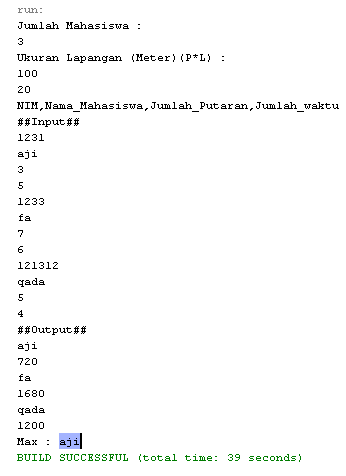 run:
Jumlah Mahasiswa :
3
Ukuran Lapangan (Meter)(P*L) :
100
20
NIM,Nama_Mahasiswa,Jumlah_Putaran,Jumlah_waktu
##Input##
1231
aji
3
5
1233
fa
7
6
121312
qada
5
4
##Output##
aji
720
fa
1680
qada
1200
Max : aji
BUILD SUCCESSFUL (total time: 39 seconds)